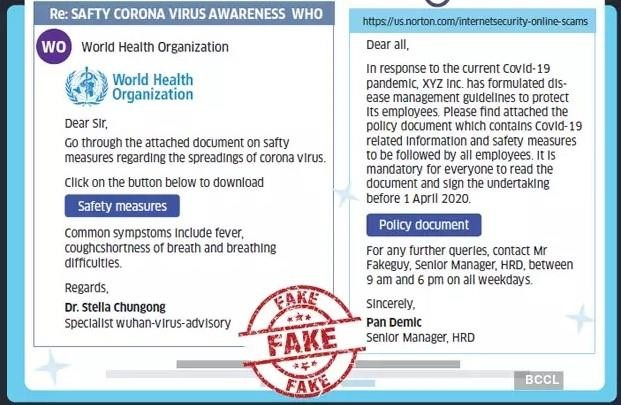 Re: SAFTY CORONA VIRUS AWARENESS WHO
WO World Health Organization
World Health
Organization
Dear Sir,
Go through the attached document on safty
measures regarding the spreadings of corona virus.
Click on the button below to download
Safety measures
Common sympstoms include fever,
coughcshortness of breath and breathing
difficulties.
Regards,
Dr. Stella Chungong
Specialist wuhan-virus-advisory
https://us.norton.com/internetsecurity-online-scams
Dear all,
In response to the current Covid-19
pandemic, XYZ Inc. has formulated dis-
ease management guidelines to protect
its employees. Please find attached the
policy document which contains Covid-19
related information and safety measures
to be followed by all employees. It is
mandatory for everyone to read the
document and sign the undertaking
before 1 April 2020.
Policy document
For any further queries, contact Mr
Fakeguy, Senior Manager, HRD, between
9 am and 6 pm on all weekdays.
Sincerely,
Pan Demic
Senior Manager, HRD
FAKE
FAKE
FAKE
BCCL